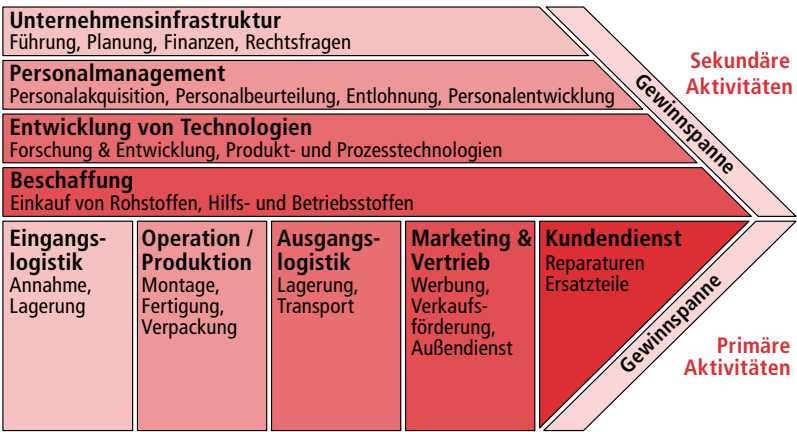 Unternehmensinfrastruktur
Führung, Planung, Finanzen, Rechtsfragen
Personalmanagement
Personalakquisition, Personalbeurteilung, Entlohnung, Personalentwicklung
Entwicklung von Technologien
Forschung & Entwicklung, Produkt- und Prozesstechnologien
Beschaffung
Einkauf von Rohstoffen, Hilfs- und Betriebsstoffen
Gewinnspanne
Sekundäre
Aktivitäten
Eingangs-
logistik
Annahme,
Lagerung
Operation /
Produktion
Montage,
Fertigung,
Verpackung
Ausgangs-
logistik
Lagerung,
Transport
Marketing &
Vertrieb
Werbung,
Verkaufs-
förderung,
Außendienst
Kundendienst
Reparaturen
Ersatzteile
Gewinnspanne
Primäre
Aktivitäten